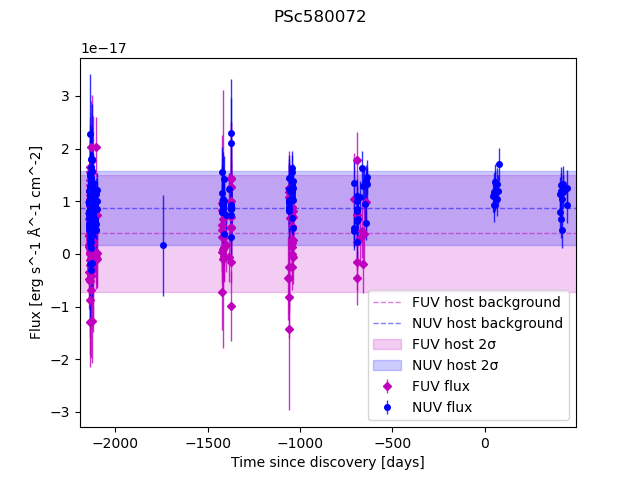 PSc580072
1e−17
Flux [erg s^-1 Å^-1 cm^-2]
3
2
1
0
−1
−2
−3
FUV host background
NUV host background
FUV host 2σ
NUV host 2σ
FUV flux
NUV flux
−2000 −1500 −1000 −500 0
Time since discovery [days]